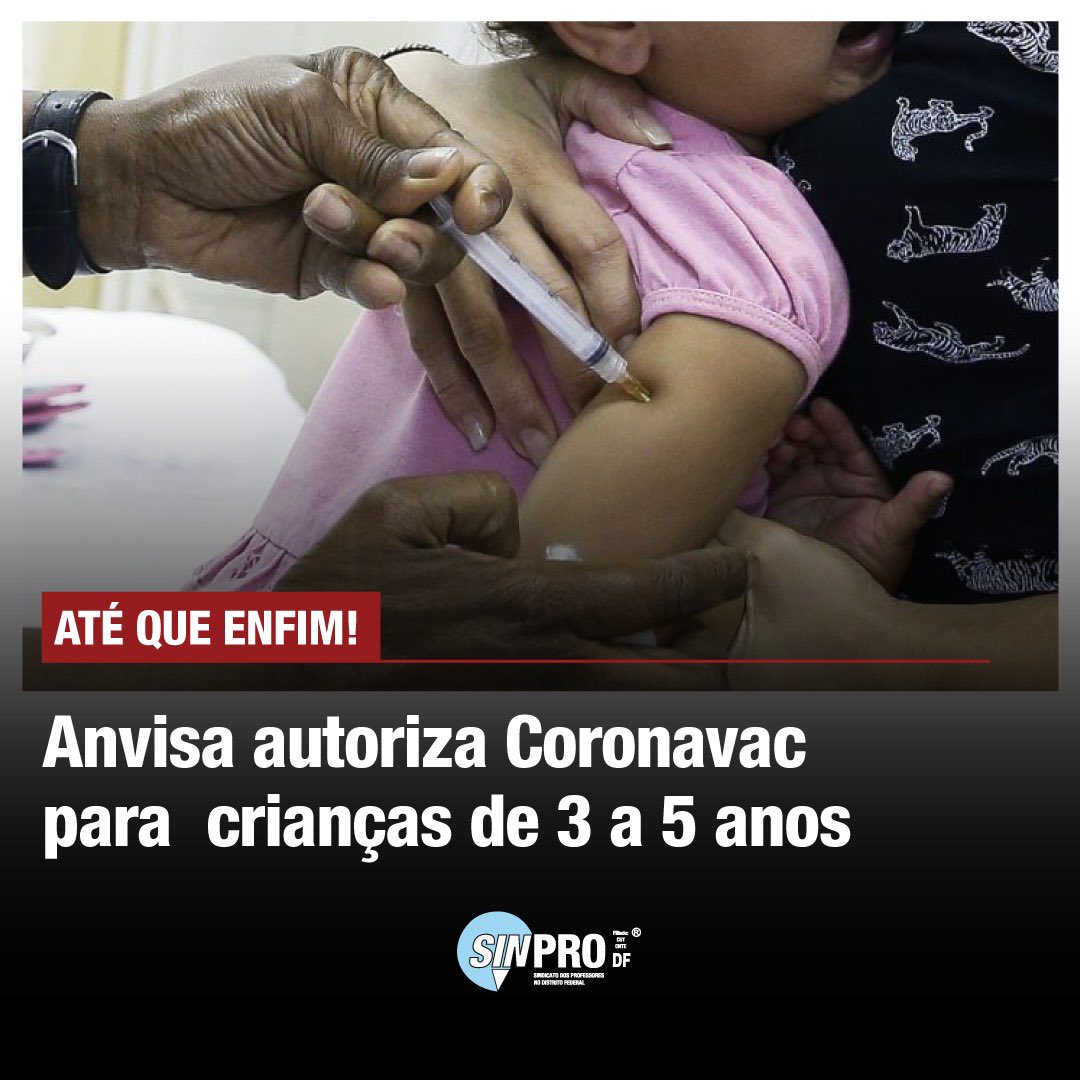 ATÉ QUE ENFIM!
Anvisa autoriza Coronavac
para  crianças de 3 a 5 anos
SINPRO
DF
®
CUT
CNTE
SINDICATO DOS PROFESSORES
NO DISTRITO FEDERAL